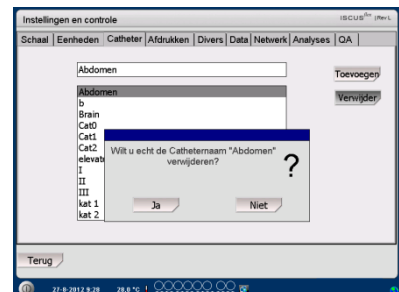 Instellingen en controle
ISCUSflex |Rev L
Schaal Eenheden Catheter Afdrukken Divers Data Netwerk Analyses QA
Abdomen
Toevoegen
Abdomen
Verwijder
b
Brain
Cat0
Cat1
Cat2
elevat
I
II
III
kat 1
kat 2
Wilt u echt de Catheternaam "Abdomen"
verwijderen?
?
Ja
Niet
Terug
27-8-2012 9:28 28,0 °C